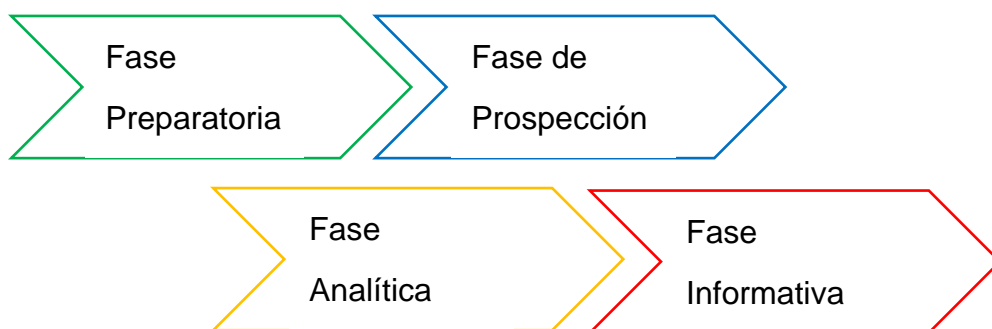 Fase
Preparatoria
Fase de
Prospección
Fase
Analítica
Fase
Informativa